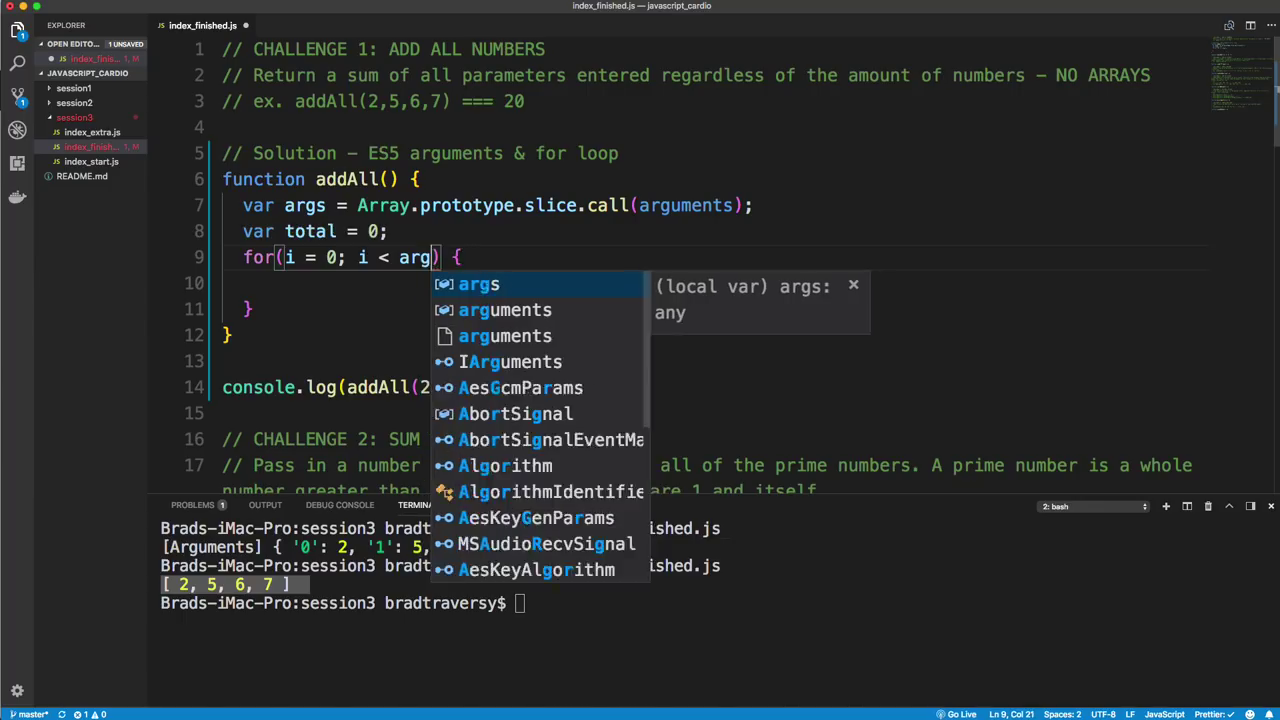 index_finished.js — javascript_cardio
EXPLORER
OPEN EDITO... 1 UNSAVED
index_finis... 1, M
JAVASCRIPT_CARDIO
session1
session2
session3
JS index_extra.js
JS index_finish... 1, M
JS index_start.js
README.md
JS index_finished.js
1 // CHALLENGE 1: ADD ALL NUMBERS
2 // Return a sum of all parameters entered regardless of the amount of numbers - NO ARRAYS
3 // ex. addAll(2,5,6,7) === 20
4
5 // Solution - ES5 arguments & for loop
6 function addAll() {
7 var args = Array.prototype.slice.call(arguments);
8 var total = 0;
9 for(i = 0; i < arg) {
10
11 }
12 }
13
14 console.log(addAll(2
15
16 // CHALLENGE 2: SUM
17 // Pass in a number all of the prime numbers. A prime number is a whole
number greater than are 1 and itself
args
arguments
arguments
IArguments
AesGcmParams
AbortSignal
AbortSignalEventMa
Algorithm
AlgorithmIdentifie
AesKeyGenParams
MSAudioRecvSignal
AesKeyAlgorithm
(local var) args: ×
any
PROBLEMS 1 OUTPUT DEBUG CONSOLE TERMINA
2: bash
Brads-iMac-Pro:session3 bradt ished.js
[Arguments] { '0': 2, '1': 5,
Brads-iMac-Pro:session3 bradt ished.js
[ 2, 5, 6, 7 ]
Brads-iMac-Pro:session3 bradtraversy$
master* 1 0 Go Live Ln 9, Col 21 Spaces: 2 UTF-8 LF JavaScript Prettier: ✓